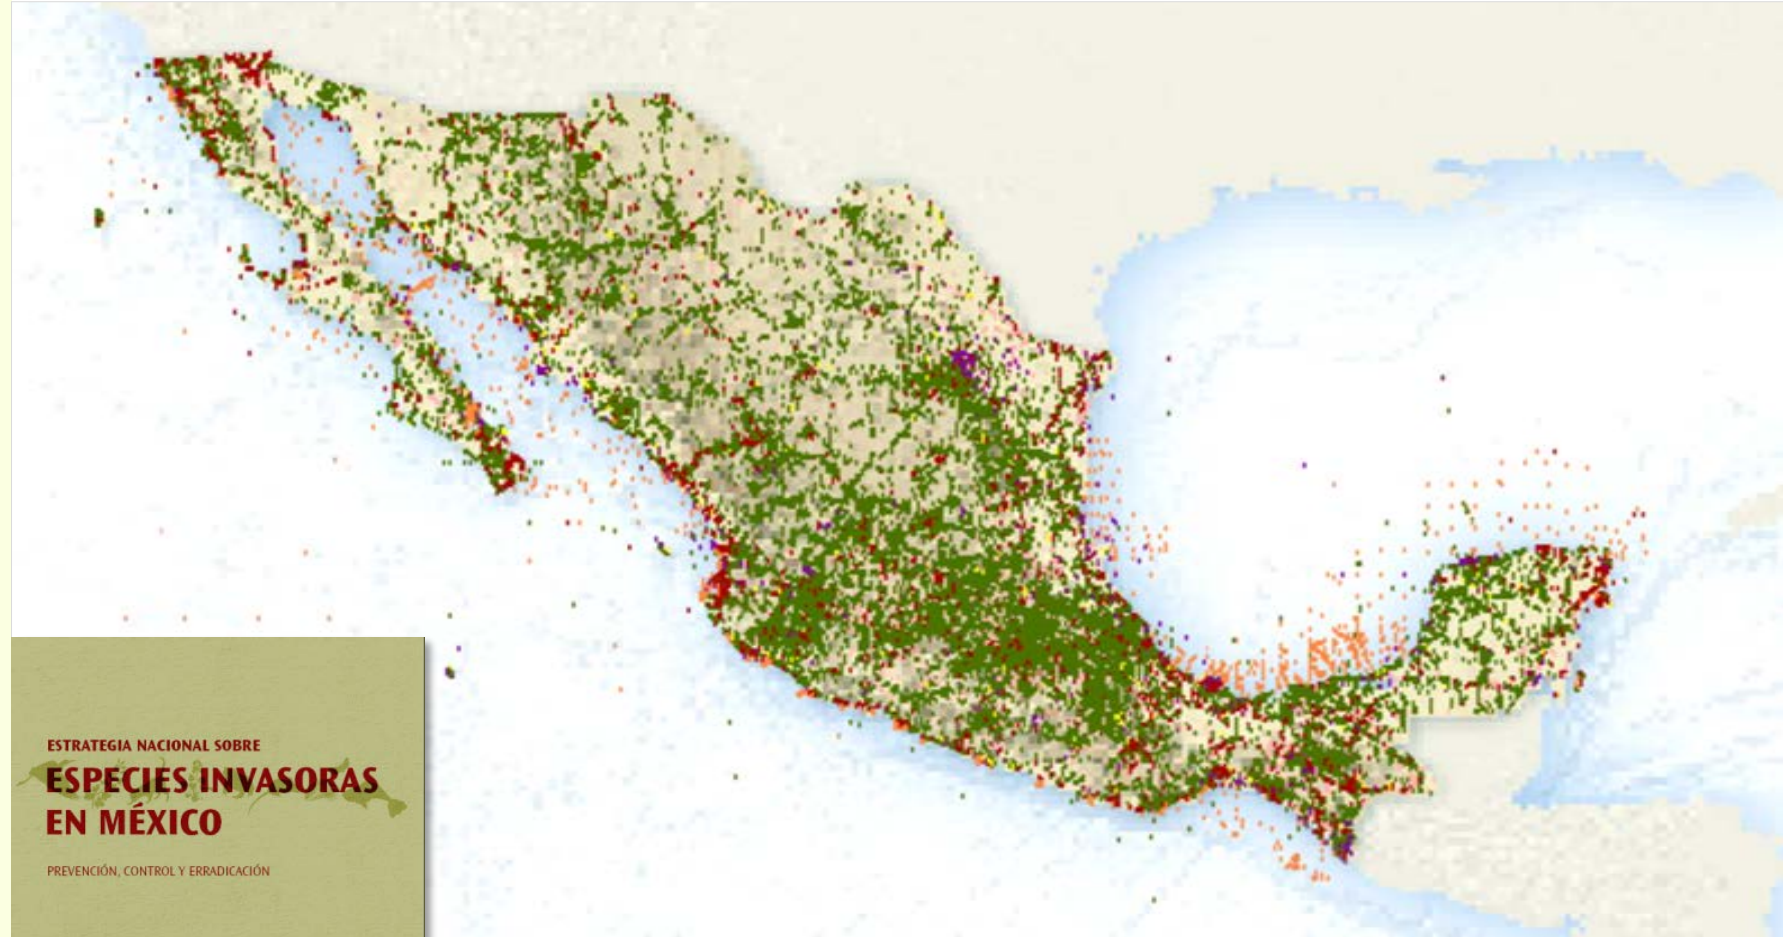 ESTRATEGIA NACIONAL SOBRE
ESPECIES INVASORAS
EN MÉXICO
PREVENCIÓN, CONTROL Y ERRADICACIÓN